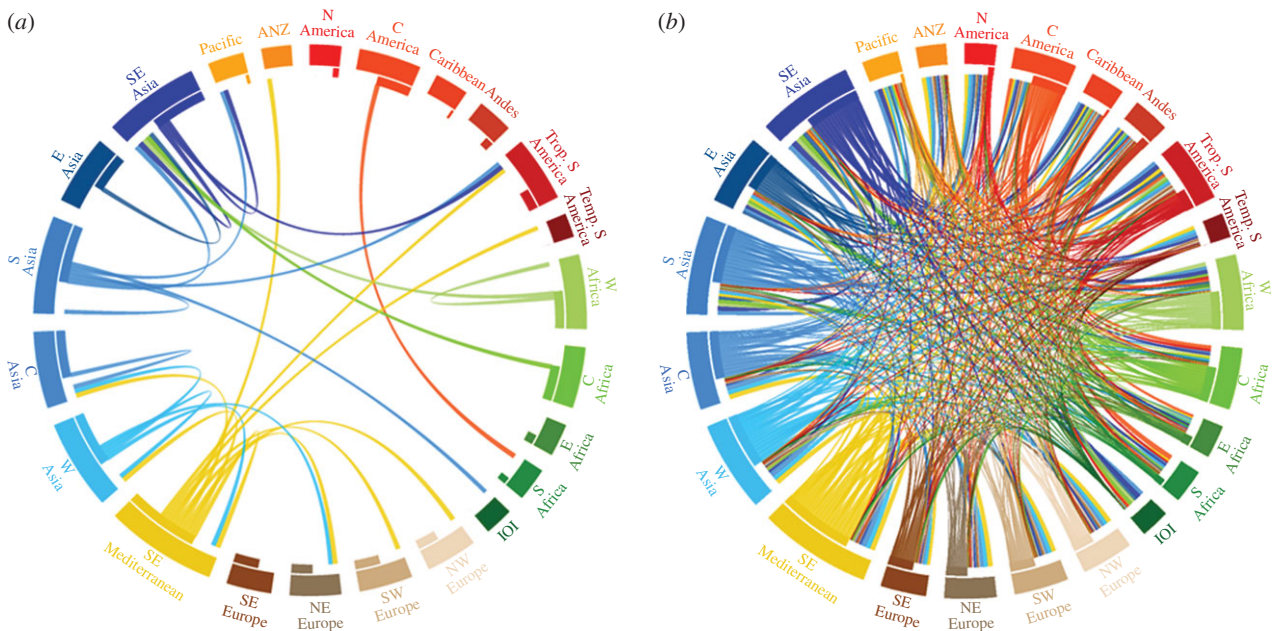 (a)
N
America
C
America
Caribbean
Andes
Trop. S
America
Temp. S
America
W
Africa
C
Africa
E
Africa
S
Africa
IOI
NW
Europe
SW
Europe
NE
Europe
SE
Europe
SE
Mediterranean
W
Asia
C
Asia
S
Asia
E
Asia
SE
Asia
Pacific
ANZ
(b)
N
America
C
America
Caribbean
Andes
Trop. S
America
Temp. S
America
W
Africa
C
Africa
E
Africa
S
Africa
IOI
NW
Europe
SW
Europe
NE
Europe
SE
Europe
SE
Mediterranean
W
Asia
C
Asia
S
Asia
E
Asia
SE
Asia
Pacific
ANZ